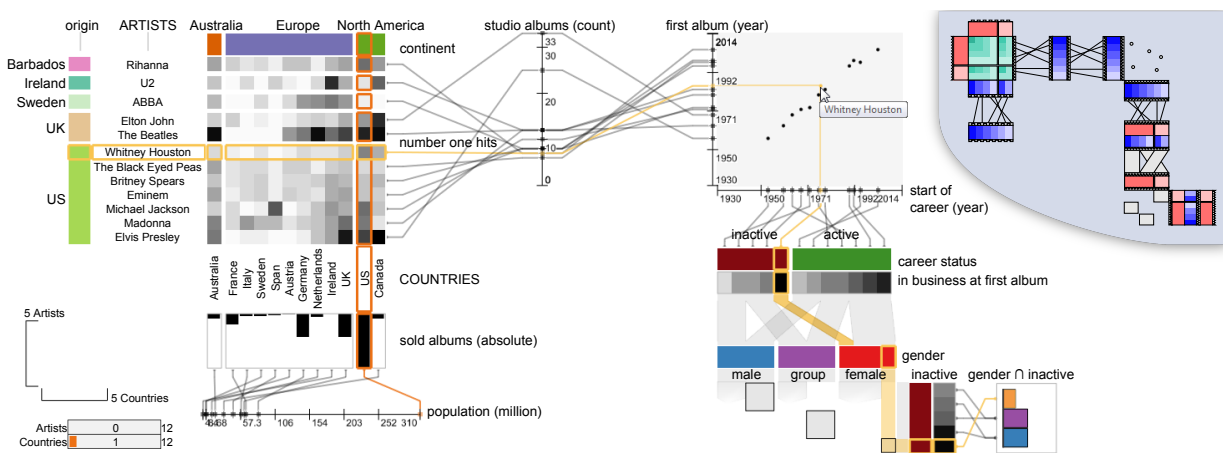 origin ARTISTS Australia Europe North America studio albums (count) first album (year)
continent
Barbados Rihanna
Ireland U2
Sweden ABBA
UK Elton John
The Beatles
number one hits
Whitney Houston
US The Black Eyed Peas
Britney Spears
Eminem
Michael Jackson
Madonna
Elvis Presley
33
30
20
10
0
2014
1992
1971
1950
1930
Whitney Houston
1930 1950 1971 1992 2014
start of career (year)
Australia France Italy Sweden Span Austria Germany Netherlands Ireland UK US Canada
COUNTRIES
inactive active
career status
in business at first album
5 Artists
5 Countries
sold albums (absolute)
57.3 106 154 203 252 310
population (million)
gender
male group female inactive gender ∩ inactive
Artists 0 12
Countries 1 12